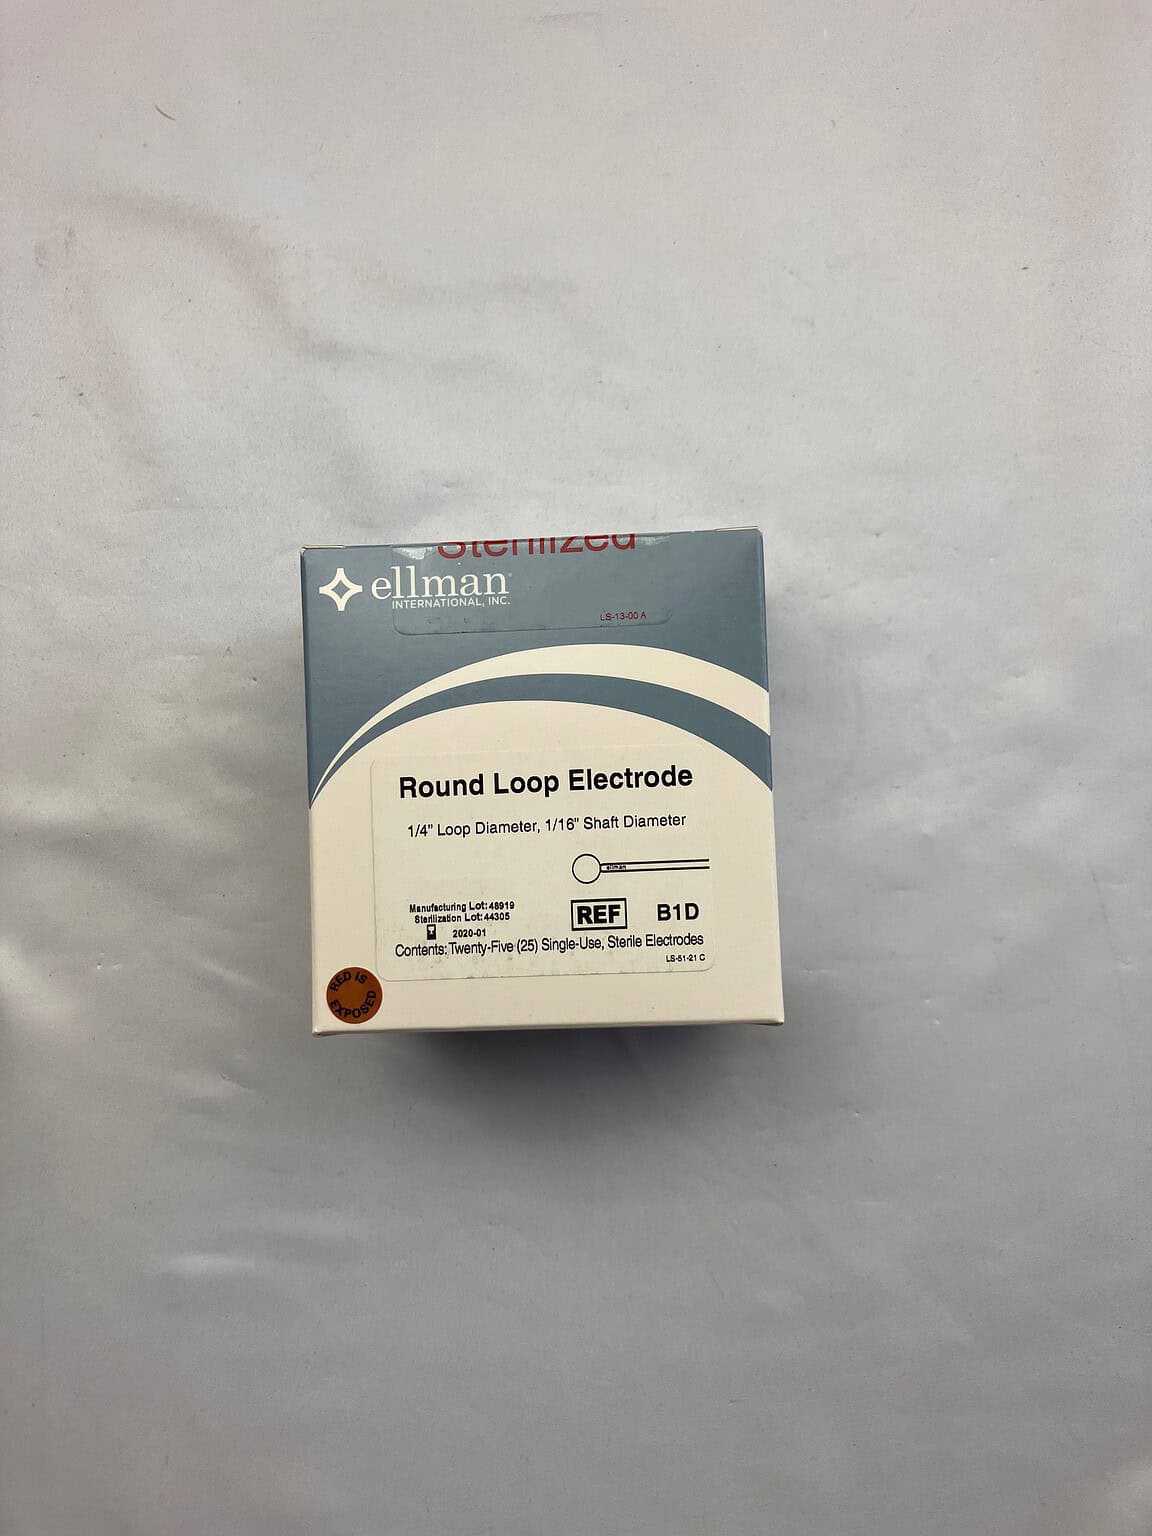 Sterilized
ellman
INTERNATIONAL, INC.
LS-13-00 A
Round Loop Electrode
1/4" Loop Diameter, 1/16" Shaft Diameter
ellman
Manufacturing Lot: 48919
Sterilization Lot: 44305
2020-01
REF B1D
Contents: Twenty-Five (25) Single-Use, Sterile Electrodes
LS-51-21 C
RED IS
EXPOSED